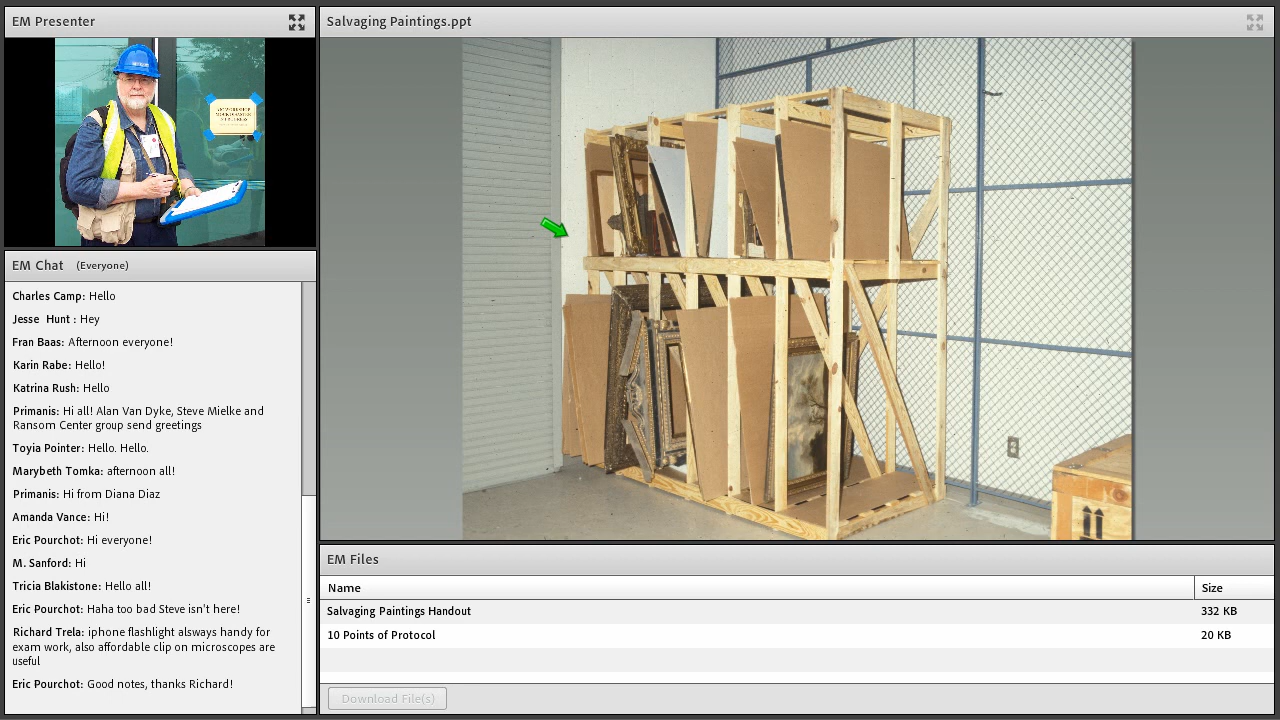 EM Presenter
Salvaging Paintings.ppt
EM Chat (Everyone)
Charles Camp: Hello
Jesse Hunt : Hey
Fran Baas: Afternoon everyone!
Karin Rabe: Hello!
Katrina Rush: Hello
Primanis: Hi all! Alan Van Dyke, Steve Mielke and
Ransom Center group send greetings
Toyia Pointer: Hello. Hello.
Marybeth Tomka: afternoon all!
Primanis: Hi from Diana Diaz
Amanda Vance: Hi!
Eric Pourchot: Hi everyone!
M. Sanford: Hi
Tricia Blakistone: Hello all!
Eric Pourchot: Haha too bad Steve isn't here!
Richard Trela: iphone flashlight alsways handy for
exam work, also affordable clip on microscopes are
useful
Eric Pourchot: Good notes, thanks Richard!
EM Files
Name Size
Salvaging Paintings Handout 332 KB
10 Points of Protocol 20 KB
Download File(s)